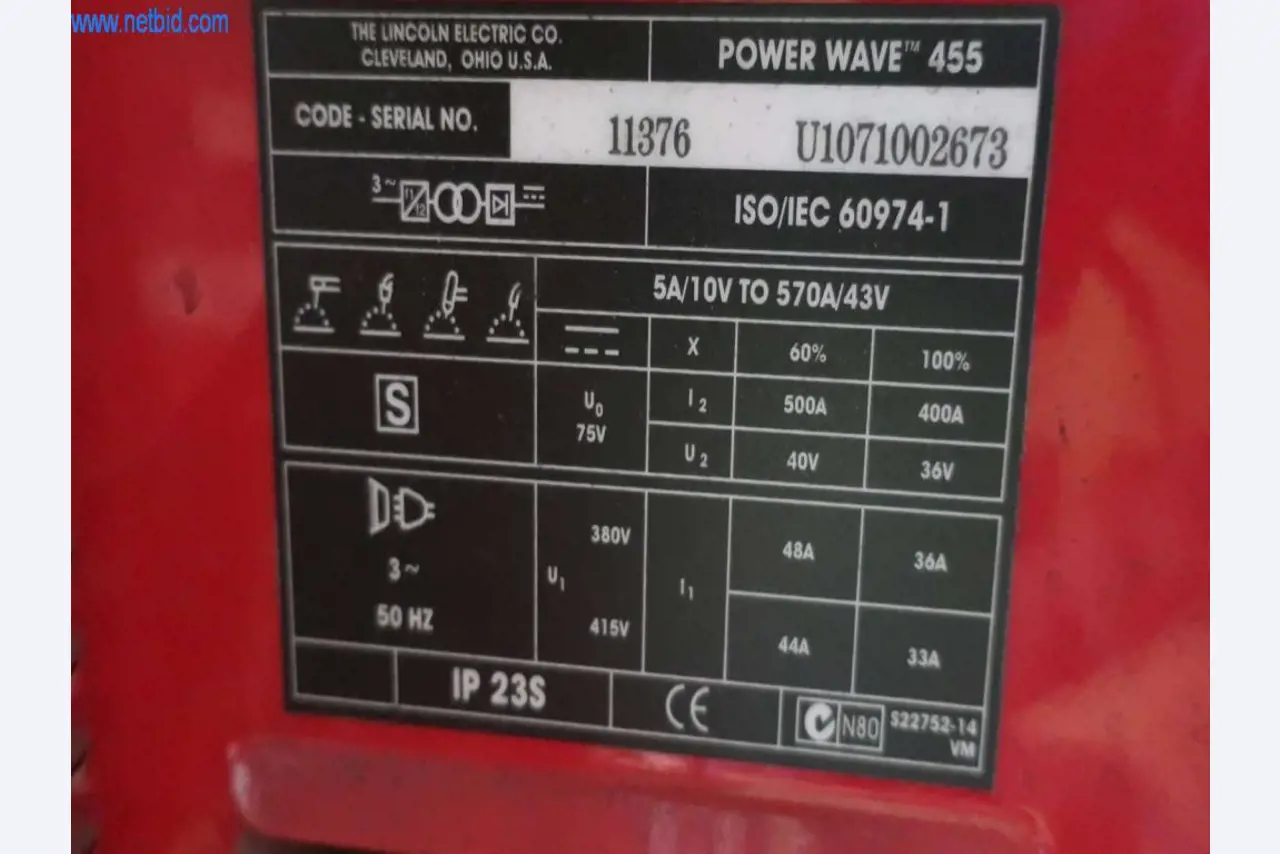 www.netbid.com
THE LINCOLN ELECTRIC CO.
CLEVELAND, OHIO U.S.A.
POWER WAVE™ 455
CODE - SERIAL NO.
11376 U1071002673
3~
f1
f2
ISO/IEC 60974-1
5A/10V TO 570A/43V
X 60% 100%
S
U0
75V
I2 500A 400A
U2 40V 36V
3~
50 HZ
U1
380V
415V
I1
48A 36A
44A 33A
IP 23S
CE
N80
S22752-14
VM